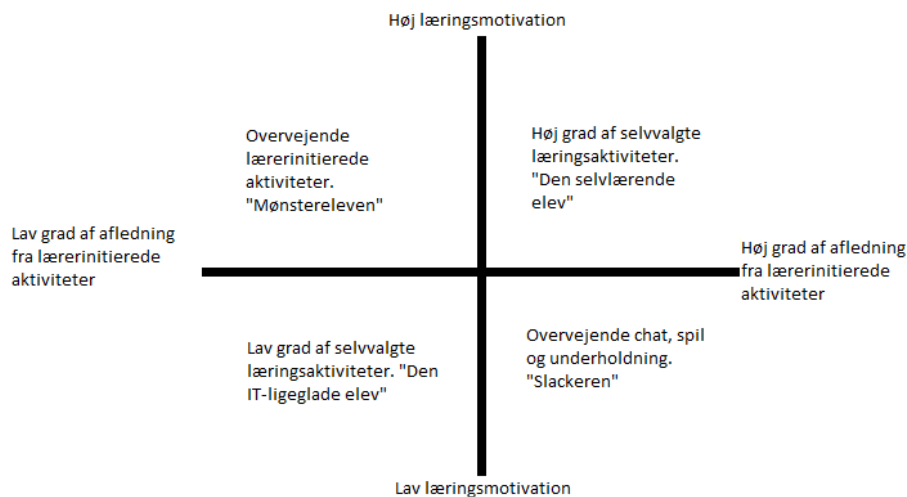 Høj læringsmotivation
Overvejende
lærerinitierede
aktiviteter.
"Mønstereleven"
Høj grad af selvvalgte
læringsaktiviteter.
"Den selvlærende
elev"
Lav grad af afledning
fra lærerinitierede
aktiviteter
Høj grad af afledning
fra lærerinitierede
aktiviteter
Lav grad af selvvalgte
læringsaktiviteter. "Den
IT-ligeglade elev"
Overvejende chat, spil
og underholdning.
"Slackeren"
Lav læringsmotivation